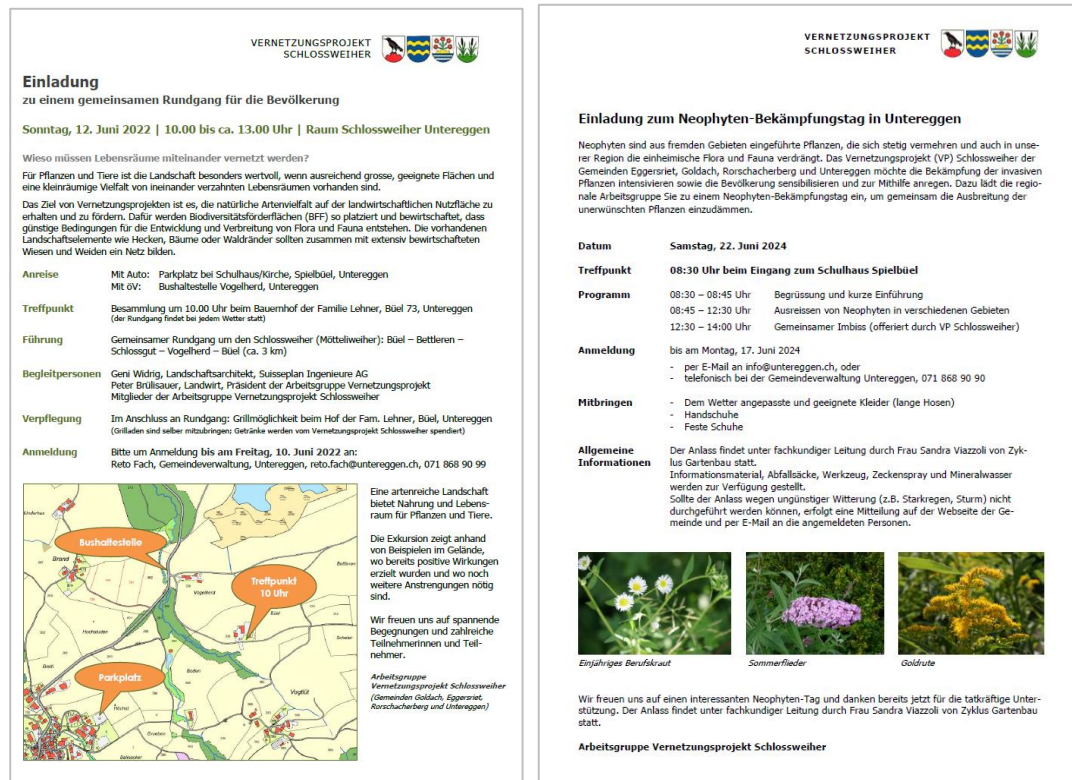 VERNETZUNGSPROJEKT
SCHLOSSWEIHER
Einladung
zu einem gemeinsamen Rundgang für die Bevölkerung
Sonntag, 12. Juni 2022 | 10.00 bis ca. 13.00 Uhr | Raum Schlossweiher Untereggen
Wieso müssen Lebensräume miteinander vernetzt werden?
Für Pflanzen und Tiere ist die Landschaft besonders wertvoll, wenn ausreichend grosse, geeignete Flächen und
eine kleinräumige Vielfalt von ineinander verzahnten Lebensräumen vorhanden sind.
Das Ziel von Vernetzungsprojekten ist es, die natürliche Artenvielfalt auf der landwirtschaftlichen Nutzfläche zu
erhalten und zu fördern. Dafür werden Biodiversitätsförderflächen (BFF) so platziert und bewirtschaftet, dass
günstige Bedingungen für die Entwicklung und Verbreitung von Flora und Fauna entstehen. Die vorhandenen
Landschaftselemente wie Hecken, Bäume oder Waldränder sollten zusammen mit extensiv bewirtschafteten
Wiesen und Weiden ein Netz bilden.
Anreise Mit Auto: Parkplatz bei Schulhaus/Kirche, Spielbüel, Untereggen
Mit öV: Bushaltestelle Vogelherd, Untereggen
Treffpunkt Besammlung um 10.00 Uhr beim Bauernhof der Familie Lehner, Büel 73, Untereggen
(der Rundgang findet bei jedem Wetter statt)
Führung Gemeinsamer Rundgang um den Schlossweiher (Mötteliweiher): Büel – Bettleren –
Schlossgut – Vogelherd – Büel (ca. 3 km)
Begleitpersonen Geni Widrig, Landschaftsarchitekt, Suisseplan Ingenieure AG
Peter Brülisauer, Landwirt, Präsident der Arbeitsgruppe Vernetzungsprojekt
Mitglieder der Arbeitsgruppe Vernetzungsprojekt Schlossweiher
Verpflegung Im Anschluss an Rundgang: Grillmöglichkeit beim Hof der Fam. Lehner, Büel, Untereggen
(Grilladen sind selber mitzubringen; Getränke werden vom Vernetzungsprojekt Schlossweiher spendiert)
Anmeldung Bitte um Anmeldung bis am Freitag, 10. Juni 2022 an:
Reto Fach, Gemeindeverwaltung, Untereggen, reto.fach@untereggen.ch, 071 868 90 99
Bushaltestelle
Brand
Vogelherd
Treffpunkt
10 Uhr
Büel
Hochstuden
Boden
Parkplatz
Vogtlüt
Eine artenreiche Landschaft
bietet Nahrung und Lebens-
raum für Pflanzen und Tiere.
Die Exkursion zeigt anhand
von Beispielen im Gelände,
wo bereits positive Wirkungen
erzielt wurden und wo noch
weitere Anstrengungen nötig
sind.
Wir freuen uns auf spannende
Begegnungen und zahlreiche
Teilnehmerinnen und Teil-
nehmer.
Arbeitsgruppe
Vernetzungsprojekt Schlossweiher
(Gemeinden Goldach, Eggersriet,
Rorschacherberg und Untereggen)
VERNETZUNGSPROJEKT
SCHLOSSWEIHER
Einladung zum Neophyten-Bekämpfungstag in Untereggen
Neophyten sind aus fremden Gebieten eingeführte Pflanzen, die sich stetig vermehren und auch in unse-
rer Region die einheimische Flora und Fauna verdrängt. Das Vernetzungsprojekt (VP) Schlossweiher der
Gemeinden Eggersriet, Goldach, Rorschacherberg und Untereggen möchte die Bekämpfung der invasiven
Pflanzen intensivieren sowie die Bevölkerung sensibilisieren und zur Mithilfe anregen. Dazu lädt die regio-
nale Arbeitsgruppe Sie zu einem Neophyten-Bekämpfungstag ein, um gemeinsam die Ausbreitung der
unerwünschten Pflanzen einzudämmen.
Datum Samstag, 22. Juni 2024
Treffpunkt 08:30 Uhr beim Eingang zum Schulhaus Spielbüel
Programm 08:30 – 08:45 Uhr Begrüssung und kurze Einführung
08:45 – 12:30 Uhr Ausreissen von Neophyten in verschiedenen Gebieten
12:30 – 14:00 Uhr Gemeinsamer Imbiss (offeriert durch VP Schlossweiher)
Anmeldung bis am Montag, 17. Juni 2024
- per E-Mail an info@untereggen.ch, oder
- telefonisch bei der Gemeindeverwaltung Untereggen, 071 868 90 90
Mitbringen - Dem Wetter angepasste und geeignete Kleider (lange Hosen)
- Handschuhe
- Feste Schuhe
Allgemeine Der Anlass findet unter fachkundiger Leitung durch Frau Sandra Viazzoli von Zyk-
Informationen lus Gartenbau statt.
Informationsmaterial, Abfallsäcke, Werkzeug, Zeckenspray und Mineralwasser
werden zur Verfügung gestellt.
Sollte der Anlass wegen ungünstiger Witterung (z.B. Starkregen, Sturm) nicht
durchgeführt werden können, erfolgt eine Mitteilung auf der Webseite der Ge-
meinde und per E-Mail an die angemeldeten Personen.
Einjähriges Berufskraut
Sommerflieder
Goldrute
Wir freuen uns auf einen interessanten Neophyten-Tag und danken bereits jetzt für die tatkräftige Unter-
stützung. Der Anlass findet unter fachkundiger Leitung durch Frau Sandra Viazzoli von Zyklus Gartenbau
statt.
Arbeitsgruppe Vernetzungsprojekt Schlossweiher